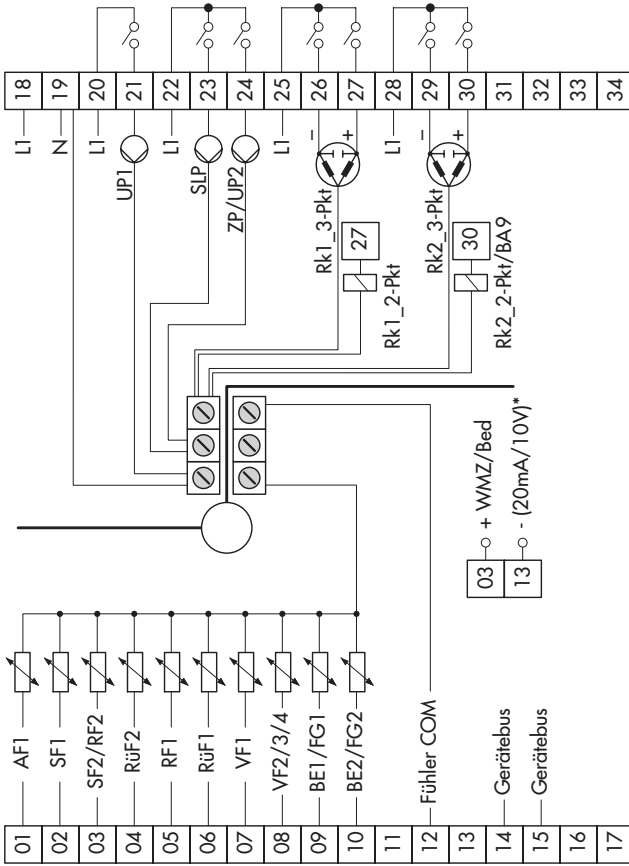 18
19
20
21
22
23
24
25
26
27
28
29
30
31
32
33
34
L1
N
L1
UP1
L1
SLP
ZP/UP2
L1
–
+
L1
–
+
Rk1_3-Pkt
27
Rk1_2-Pkt
Rk2_3-Pkt
30
Rk2_2-Pkt/BA9
03 + WMZ/Bed
13 - (20mA/10V)*
01 AF1
02 SF1
03 SF2/RF2
04 RüF2
05 RF1
06 RüF1
07 VF1
08 VF2/3/4
09 BE1/FG1
10 BE2/FG2
11
12 Fühler COM
13
14 Gerätebus
15 Gerätebus
16
17